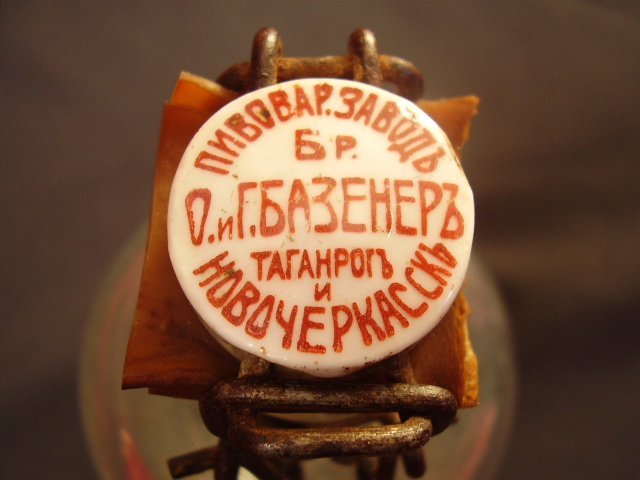 ПИВОВАР. ЗАВОДЪ
БР.
О. и Г. БАЗЕНЕРЪ
ТАГАНРОГЪ
И
НОВОЧЕРКАССКЪ